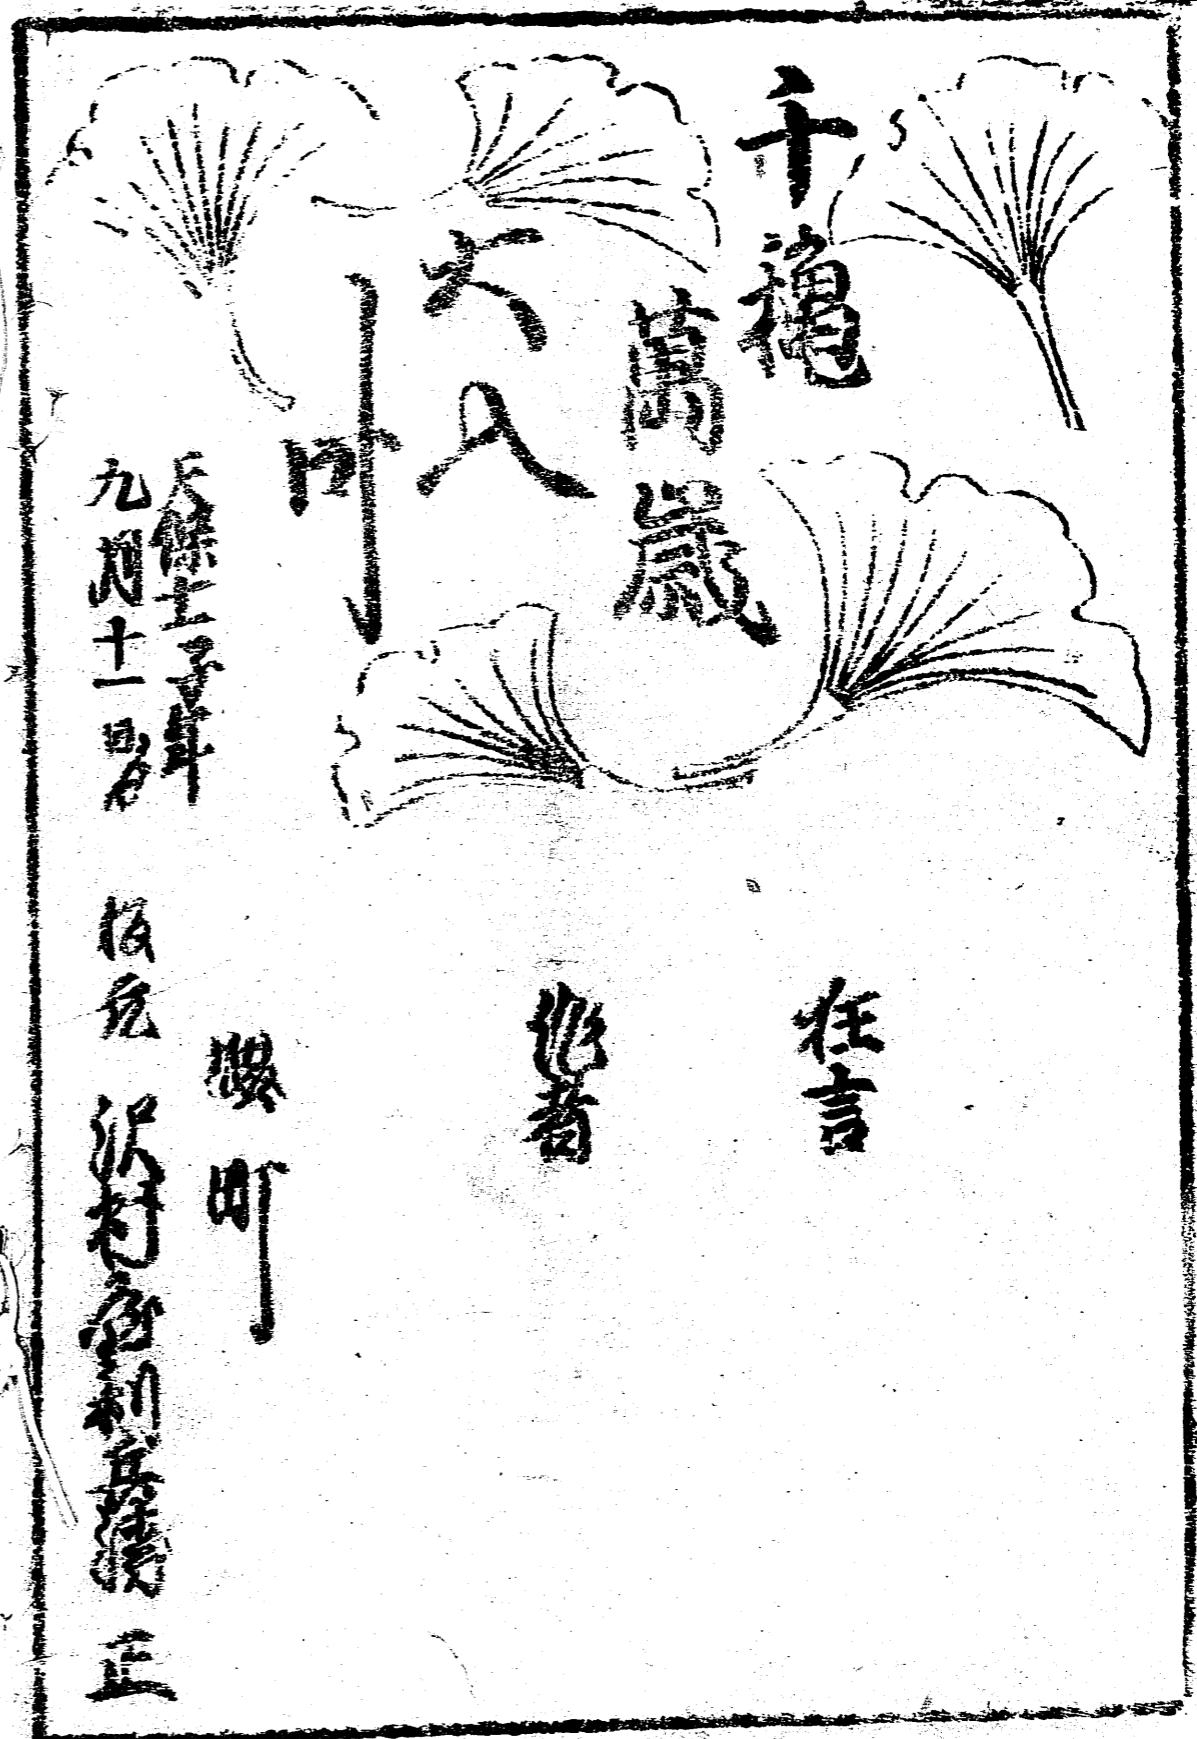 千穐
萬歳
大入
叶
狂言
作者
天保十一子年
九月十一日ゟ
町
板元 沢村屋利兵衛 正